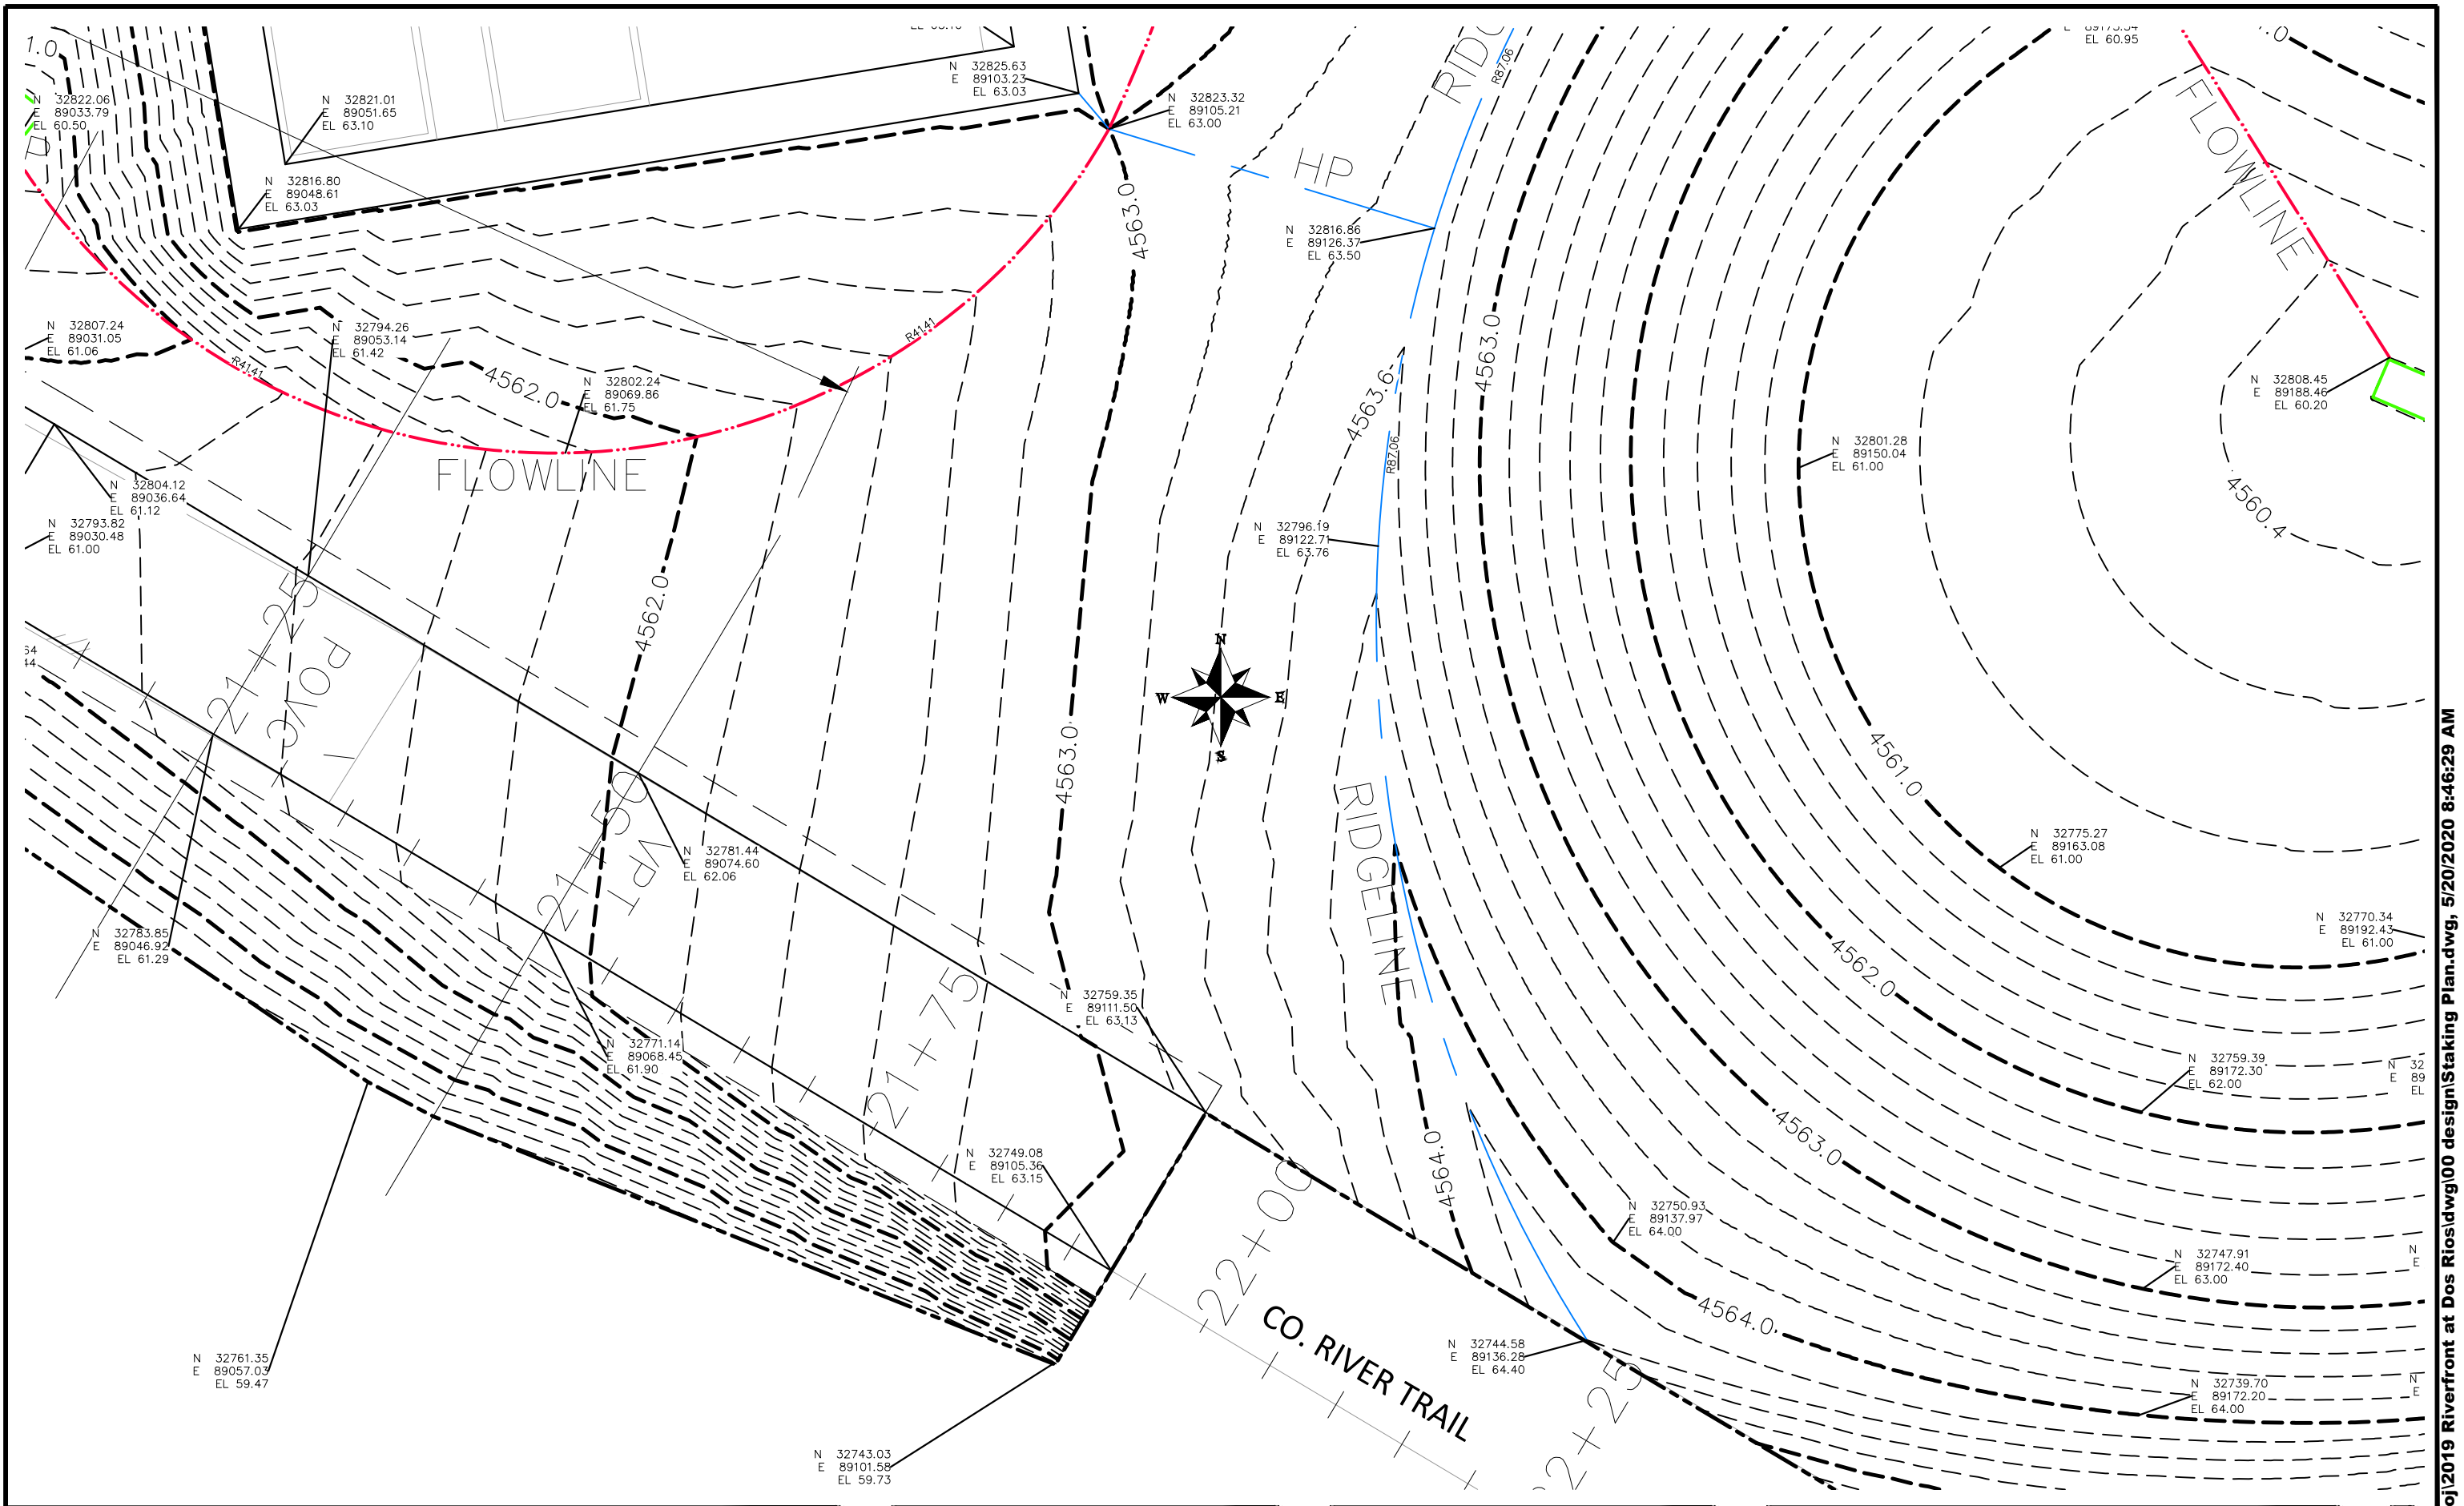 1.0
N 32822.06
E 89033.79
EL 60.50
N 32821.01
E 89051.65
EL 63.10
N 32816.80
E 89048.61
EL 63.03
N 32825.63
E 89103.23
EL 63.03
N 32823.32
E 89105.21
EL 63.00
HP
4563.0
R87.06
N 32816.86
E 89126.37
EL 63.50
EL 60.95
FLOWLINE
N 32807.24
E 89031.05
EL 61.06
R4141
N 32794.26
E 89053.14
EL 61.42
4562.0
N 32802.24
E 89069.86
EL 61.75
R4141
FLOWLINE
4563.6
4563.0
R87.06
N 32808.45
E 89188.46
EL 60.20
N 32801.28
E 89150.04
EL 61.00
4560.4
N 32804.12
E 89036.64
EL 61.12
N 32793.82
E 89030.48
EL 61.00
N 32796.19
E 89122.71
EL 63.76
21+25
POVC
4562.0
N
W E
S
4563.0
RIDGELINE
4561.0
N 32775.27
E 89163.08
EL 61.00
21+50
N 32781.44
E 89074.60
EL 62.06
N 32783.85
E 89046.92
EL 61.29
N 32770.34
E 89192.43
EL 61.00
4562.0
21+75
N 32759.35
E 89111.50
EL 63.13
N 32771.14
E 89068.45
EL 61.90
N 32759.39
E 89172.30
EL 62.00
N 32
E 89
EL
4563.0
4564.0
N 32749.08
E 89105.36
EL 63.15
22+00
N 32750.93
E 89137.97
EL 64.00
N 32747.91
E 89172.40
EL 63.00
N
E
4564.0
CO. RIVER TRAIL
N 32761.35
E 89057.03
EL 59.47
N 32744.58
E 89136.28
EL 64.40
22+25
N 32739.70
E 89172.20
EL 64.00
N
E
N 32743.03
E 89101.58
EL 59.73
oj\2019 Riverfront at Dos Rios\dwg\00 design\Staking Plan.dwg, 5/20/2020 8:46:29 AM